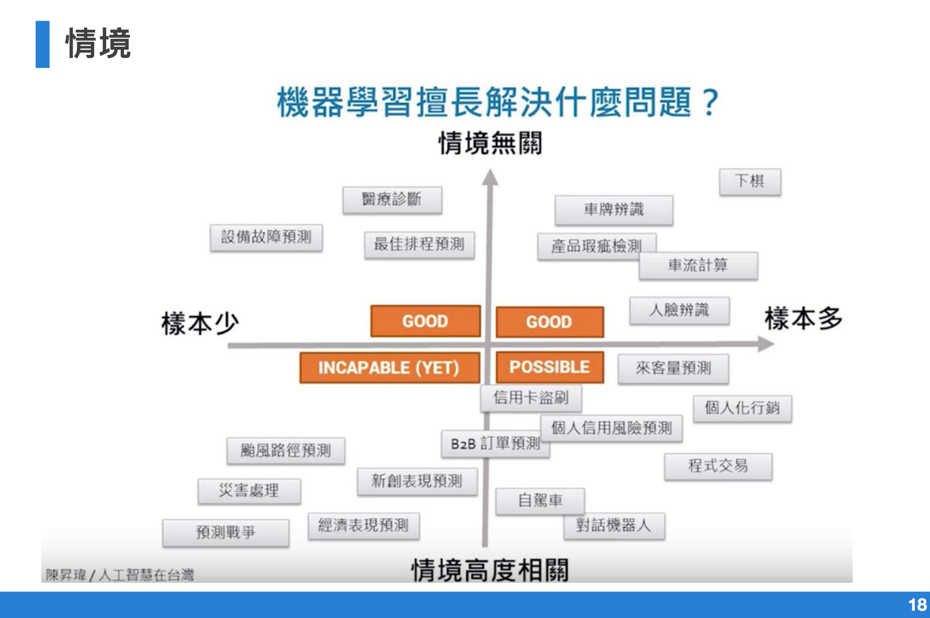 情境
機器學習擅長解決什麼問題？
情境無關
下棋
醫療診斷
車牌辨識
設備故障預測
最佳排程預測
產品瑕疵檢測
車流計算
人臉辨識
樣本少
GOOD
GOOD
樣本多
INCAPABLE (YET)
POSSIBLE
來客量預測
信用卡盜刷
個人化行銷
個人信用風險預測
B2B 訂單預測
颱風路徑預測
程式交易
新創表現預測
災害處理
自駕車
對話機器人
經濟表現預測
預測戰爭
情境高度相關
陳昇瑋 / 人工智慧在台灣
18